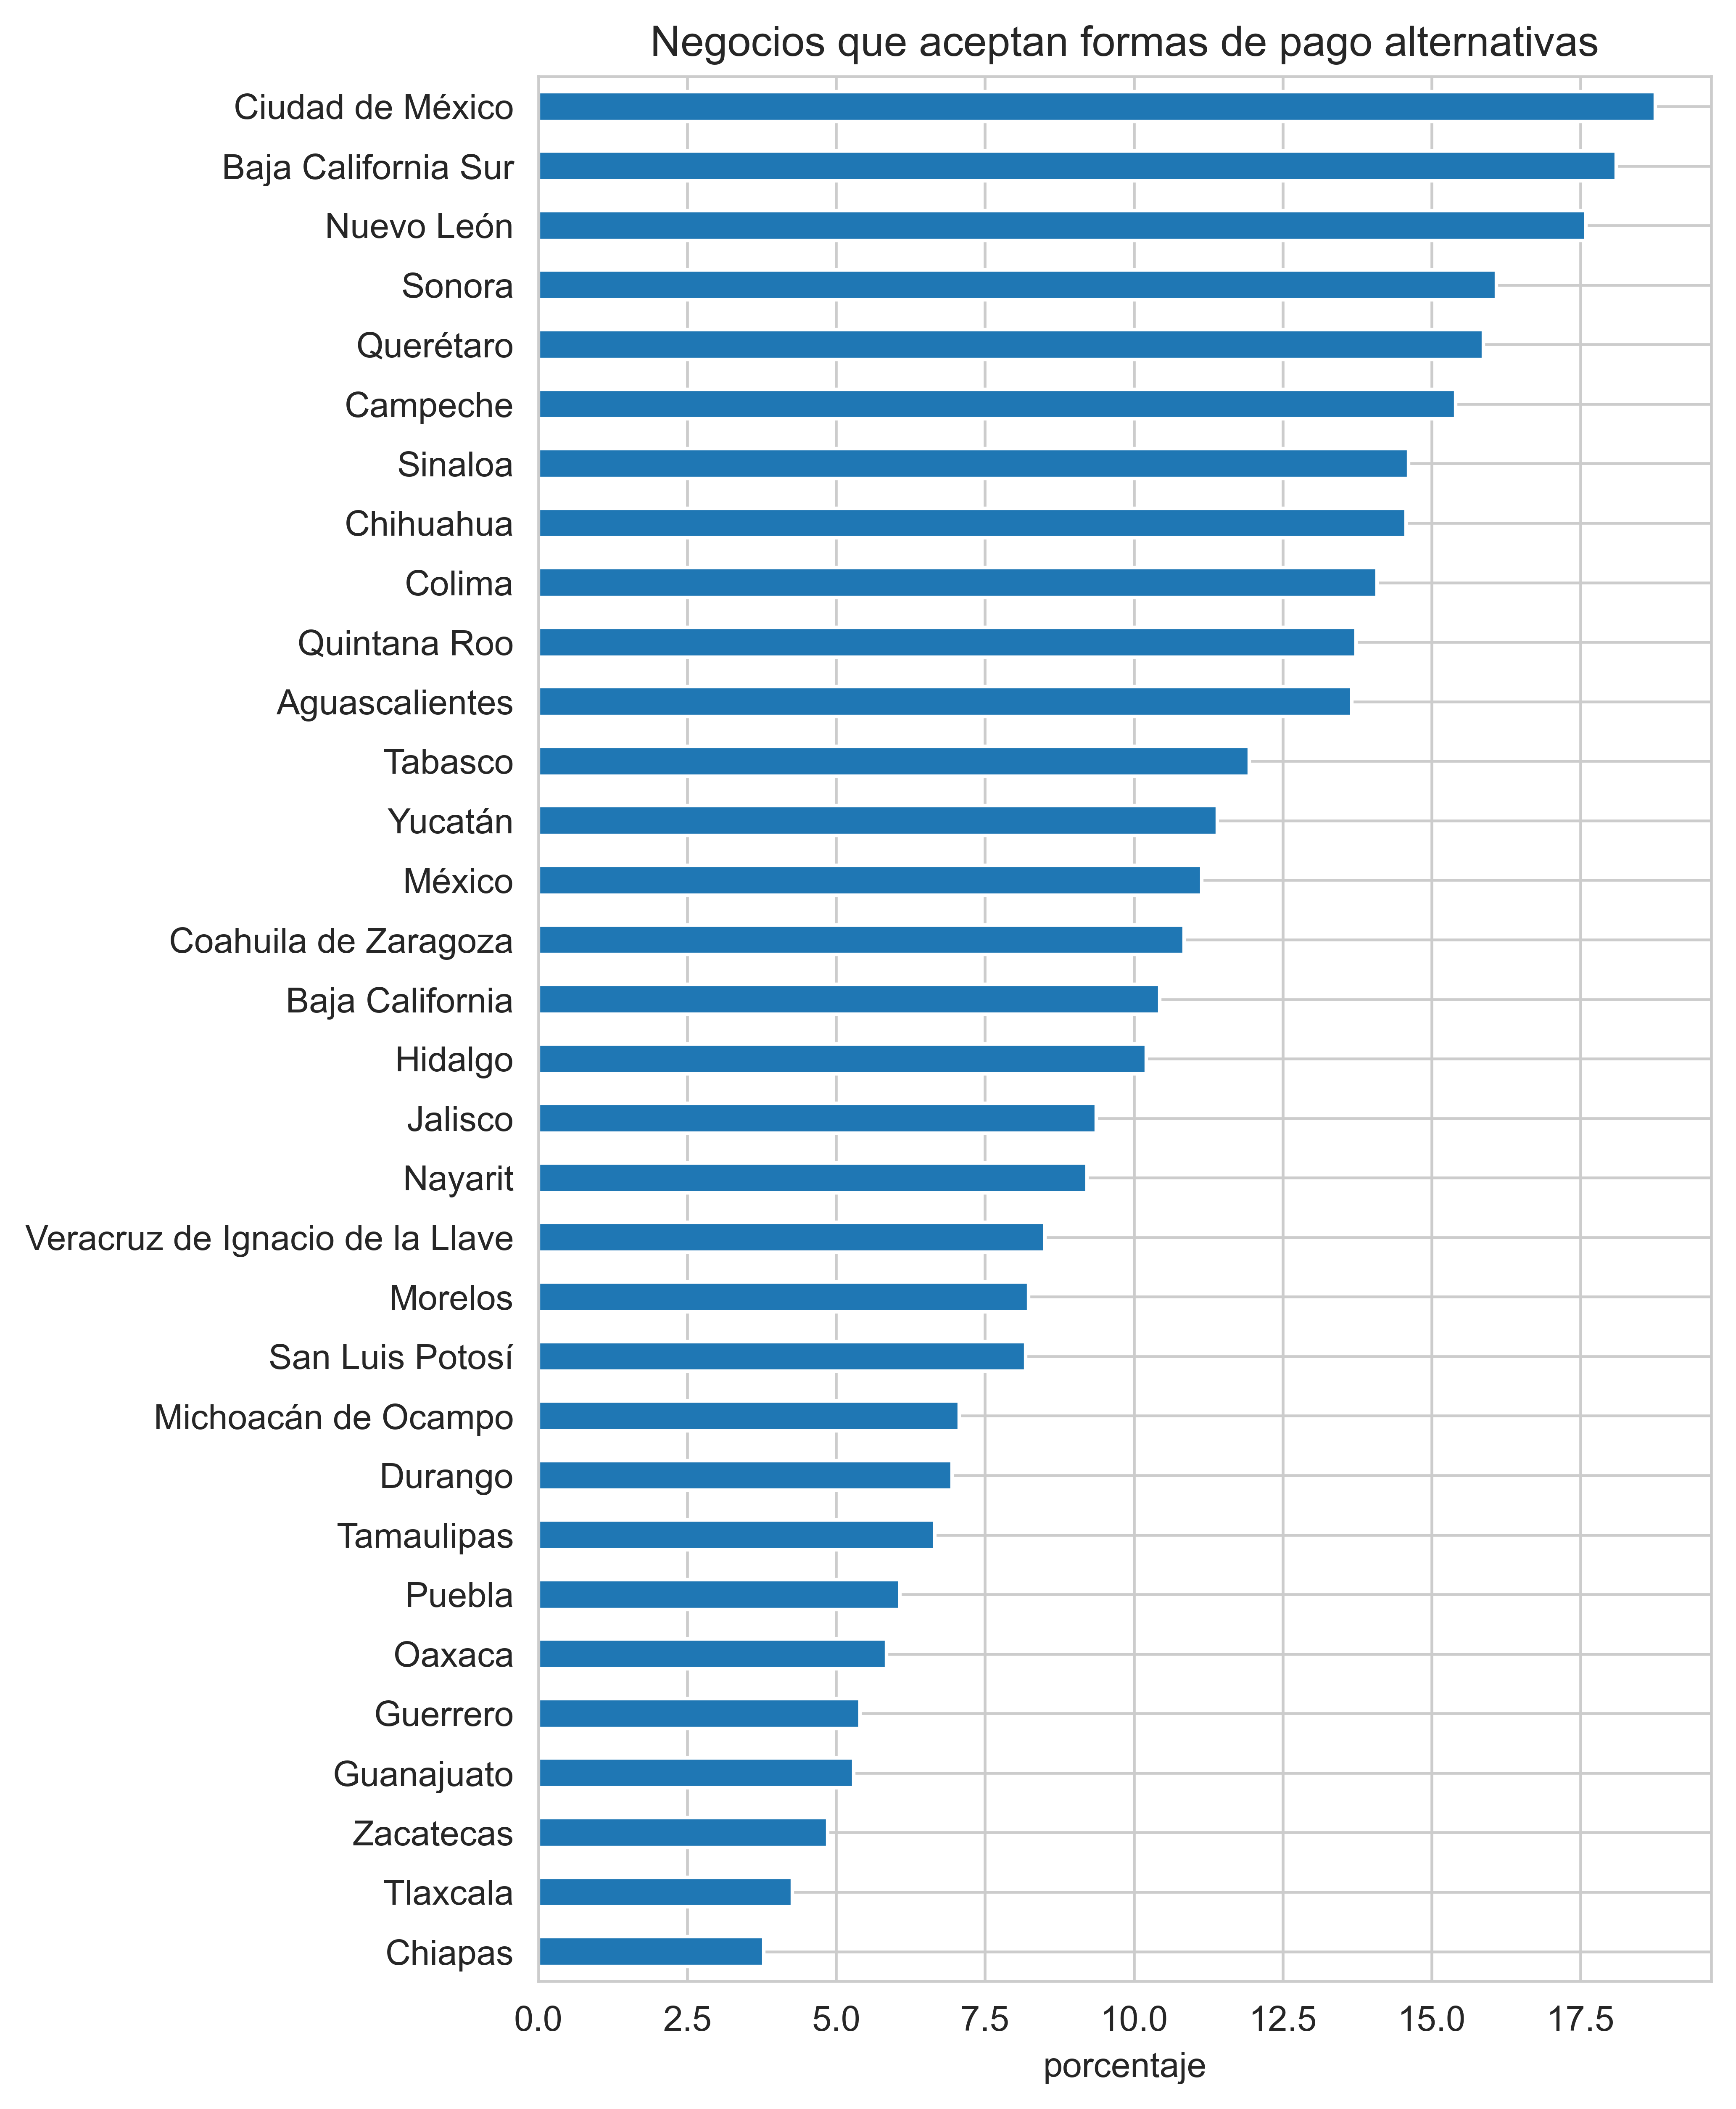 Negocios que aceptan formas de pago alternativas
Ciudad de México
Baja California Sur
Nuevo León
Sonora
Querétaro
Campeche
Sinaloa
Chihuahua
Colima
Quintana Roo
Aguascalientes
Tabasco
Yucatán
México
Coahuila de Zaragoza
Baja California
Hidalgo
Jalisco
Nayarit
Veracruz de Ignacio de la Llave
Morelos
San Luis Potosí
Michoacán de Ocampo
Durango
Tamaulipas
Puebla
Oaxaca
Guerrero
Guanajuato
Zacatecas
Tlaxcala
Chiapas
0.0 2.5 5.0 7.5 10.0 12.5 15.0 17.5
porcentaje